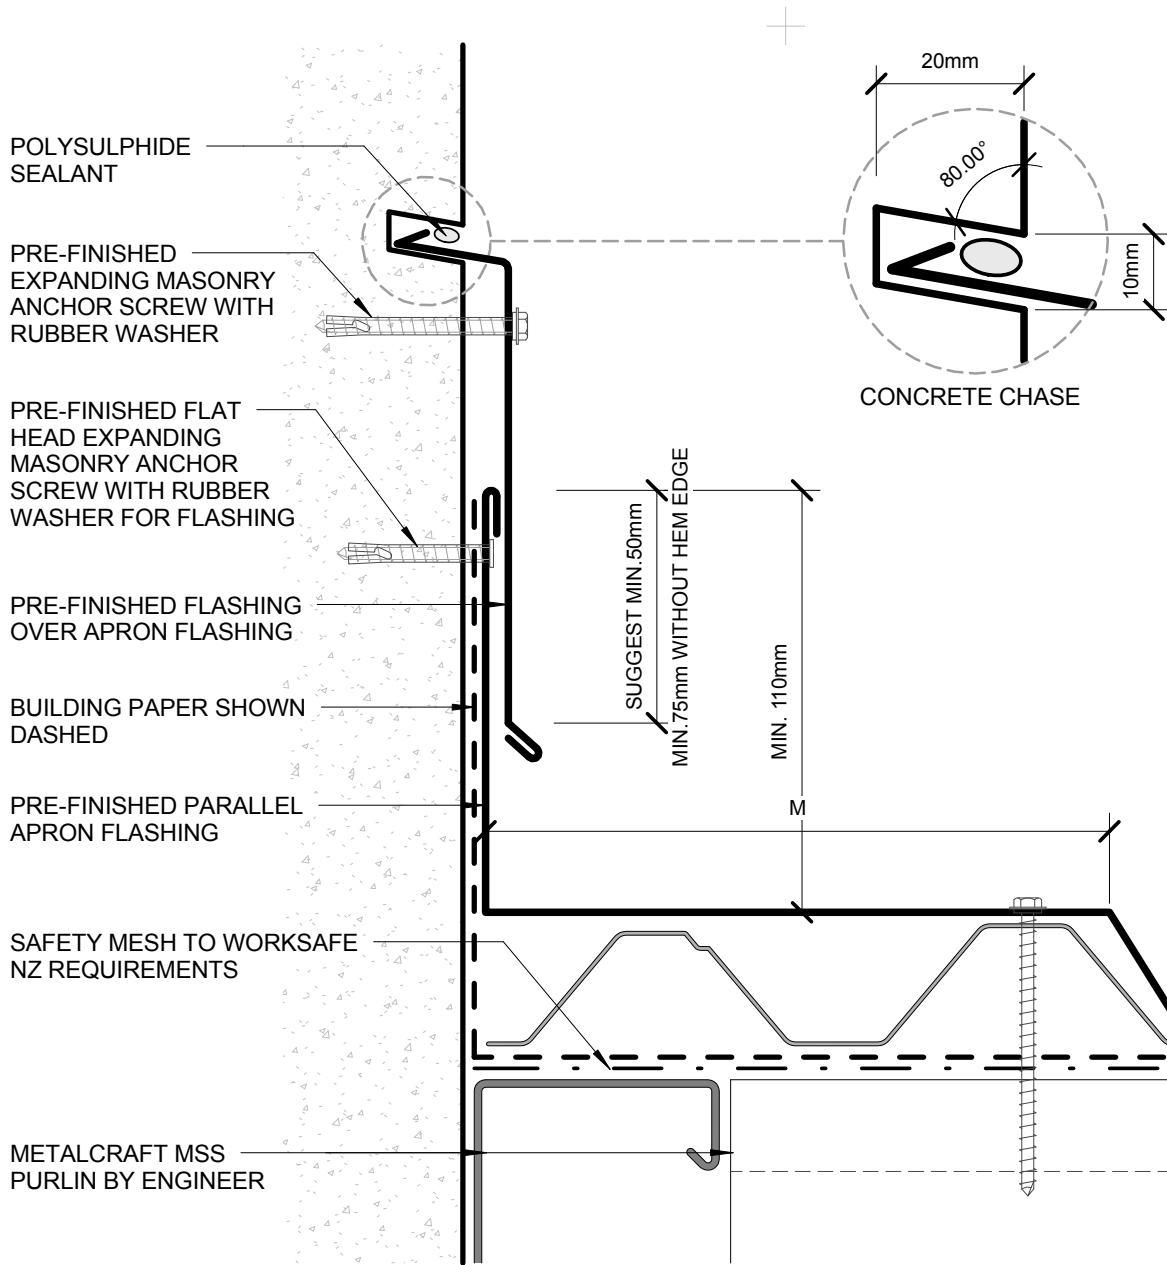 20mm
80.00°
10mm
CONCRETE CHASE
POLYSULPHIDE
SEALANT
PRE-FINISHED
EXPANDING MASONRY
ANCHOR SCREW WITH
RUBBER WASHER
PRE-FINISHED FLAT
HEAD EXPANDING
MASONRY ANCHOR
SCREW WITH RUBBER
WASHER FOR FLASHING
PRE-FINISHED FLASHING
OVER APRON FLASHING
BUILDING PAPER SHOWN
DASHED
PRE-FINISHED PARALLEL
APRON FLASHING
SAFETY MESH TO WORKSAFE
NZ REQUIREMENTS
METALCRAFT MSS
PURLIN BY ENGINEER
SUGGEST MIN.50mm
MIN.75mm WITHOUT HEM EDGE
MIN. 110mm
M